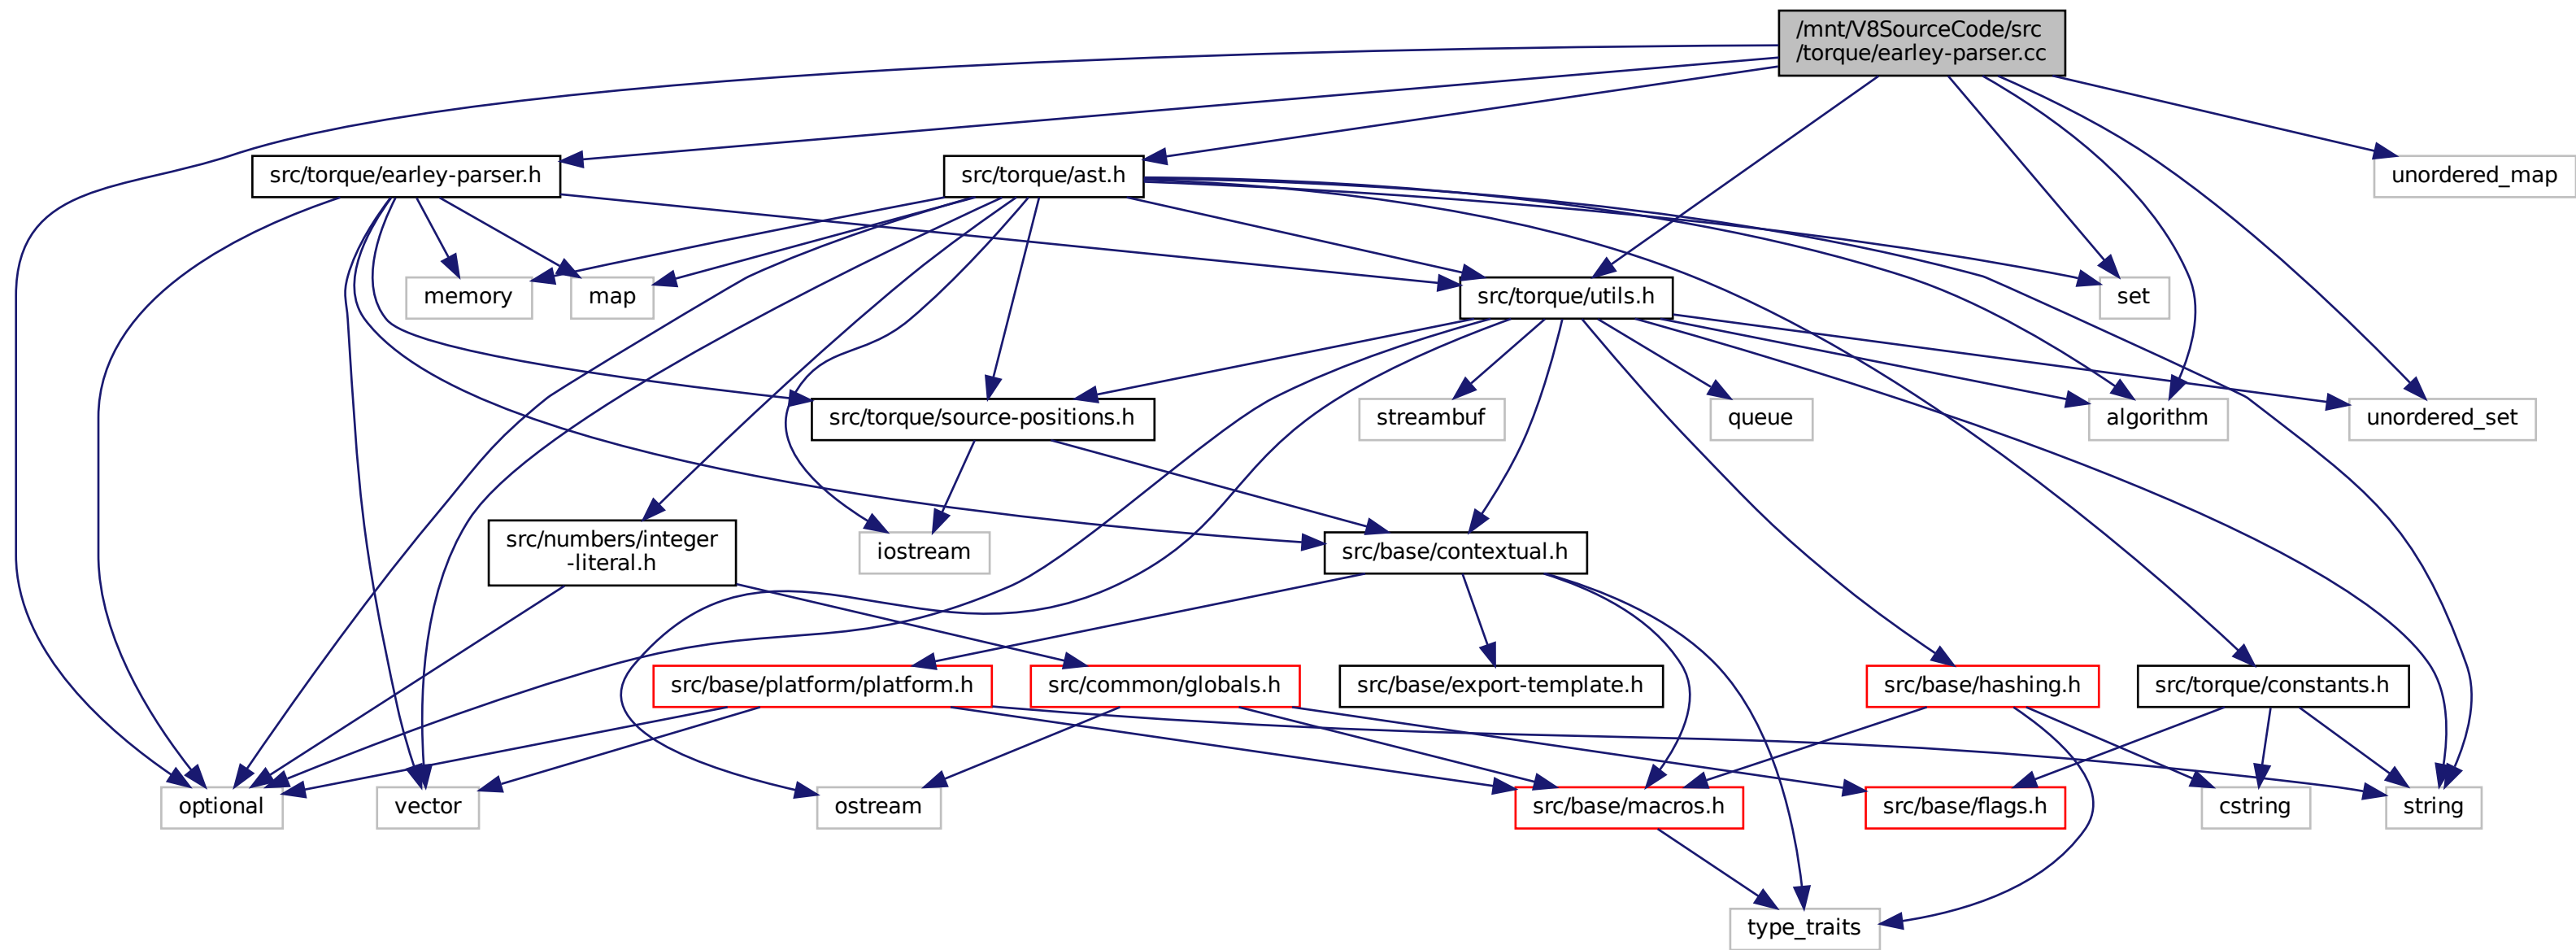 /mnt/V8SourceCode/src
/torque/earley-parser.cc
src/torque/earley-parser.h
src/torque/ast.h
unordered_map
memory
map
src/torque/utils.h
set
src/torque/source-positions.h
streambuf
queue
algorithm
unordered_set
src/numbers/integer
-literal.h
iostream
src/base/contextual.h
src/base/platform/platform.h
src/common/globals.h
src/base/export-template.h
src/base/hashing.h
src/torque/constants.h
optional
vector
ostream
src/base/macros.h
src/base/flags.h
cstring
string
type_traits